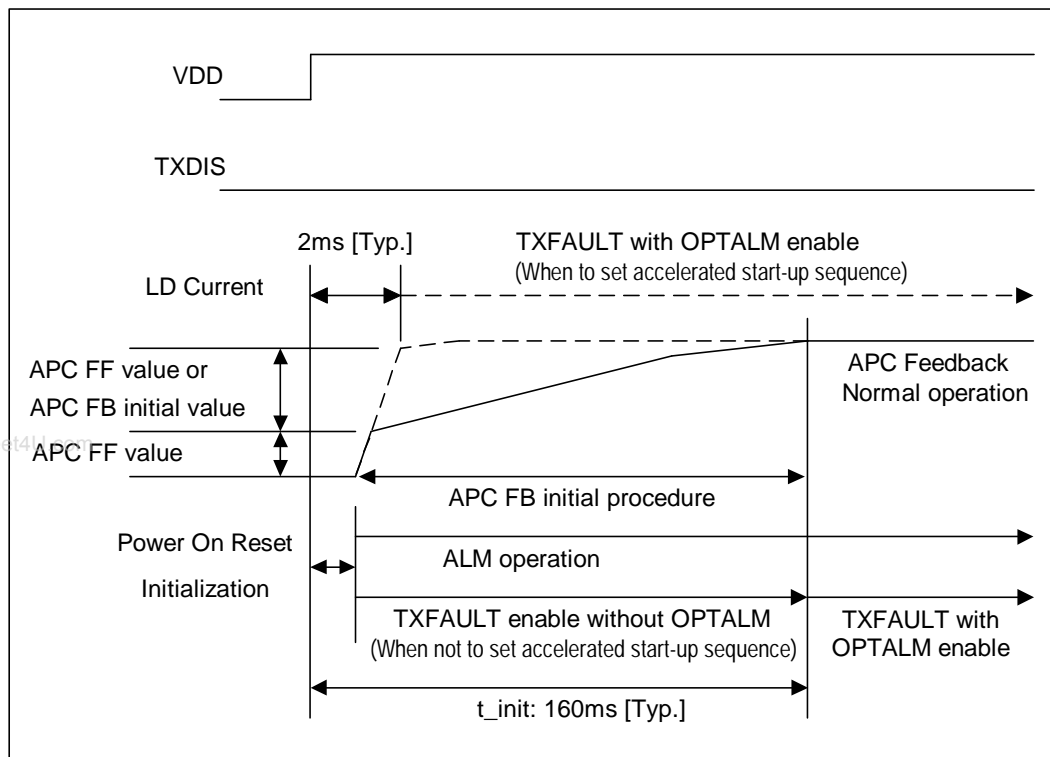 VDD
TXDIS
2ms [Typ.]
TXFAULT with OPTALM enable
(When to set accelerated start-up sequence)
LD Current
APC FF value or
APC FB initial value
APC Feedback
Normal operation
APC FF value
APC FB initial procedure
Power On Reset
Initialization
ALM operation
TXFAULT enable without OPTALM
(When not to set accelerated start-up sequence)
TXFAULT with
OPTALM enable
t_init: 160ms [Typ.]